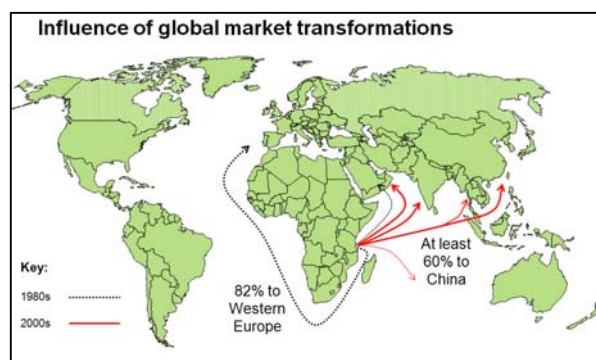 Influence of global market transformations
At least
60% to
China
82% to
Western
Europe
Key:
1980s
2000s